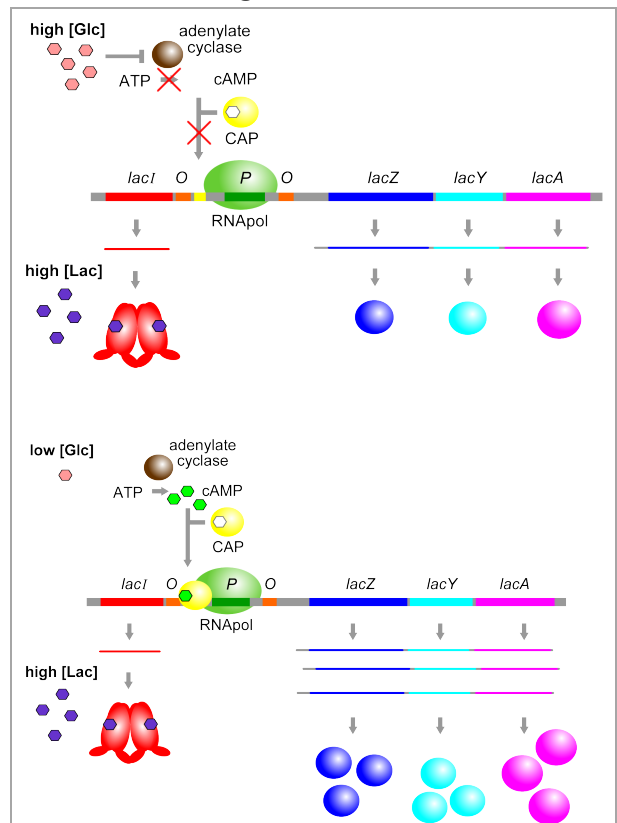 high [Glc]
adenylate
cyclase
ATP
cAMP
CAP
lacI O P O lacZ lacY lacA
RNApol
high [Lac]
low [Glc]
adenylate
cyclase
ATP
cAMP
CAP
lacI O P O lacZ lacY lacA
RNApol
high [Lac]